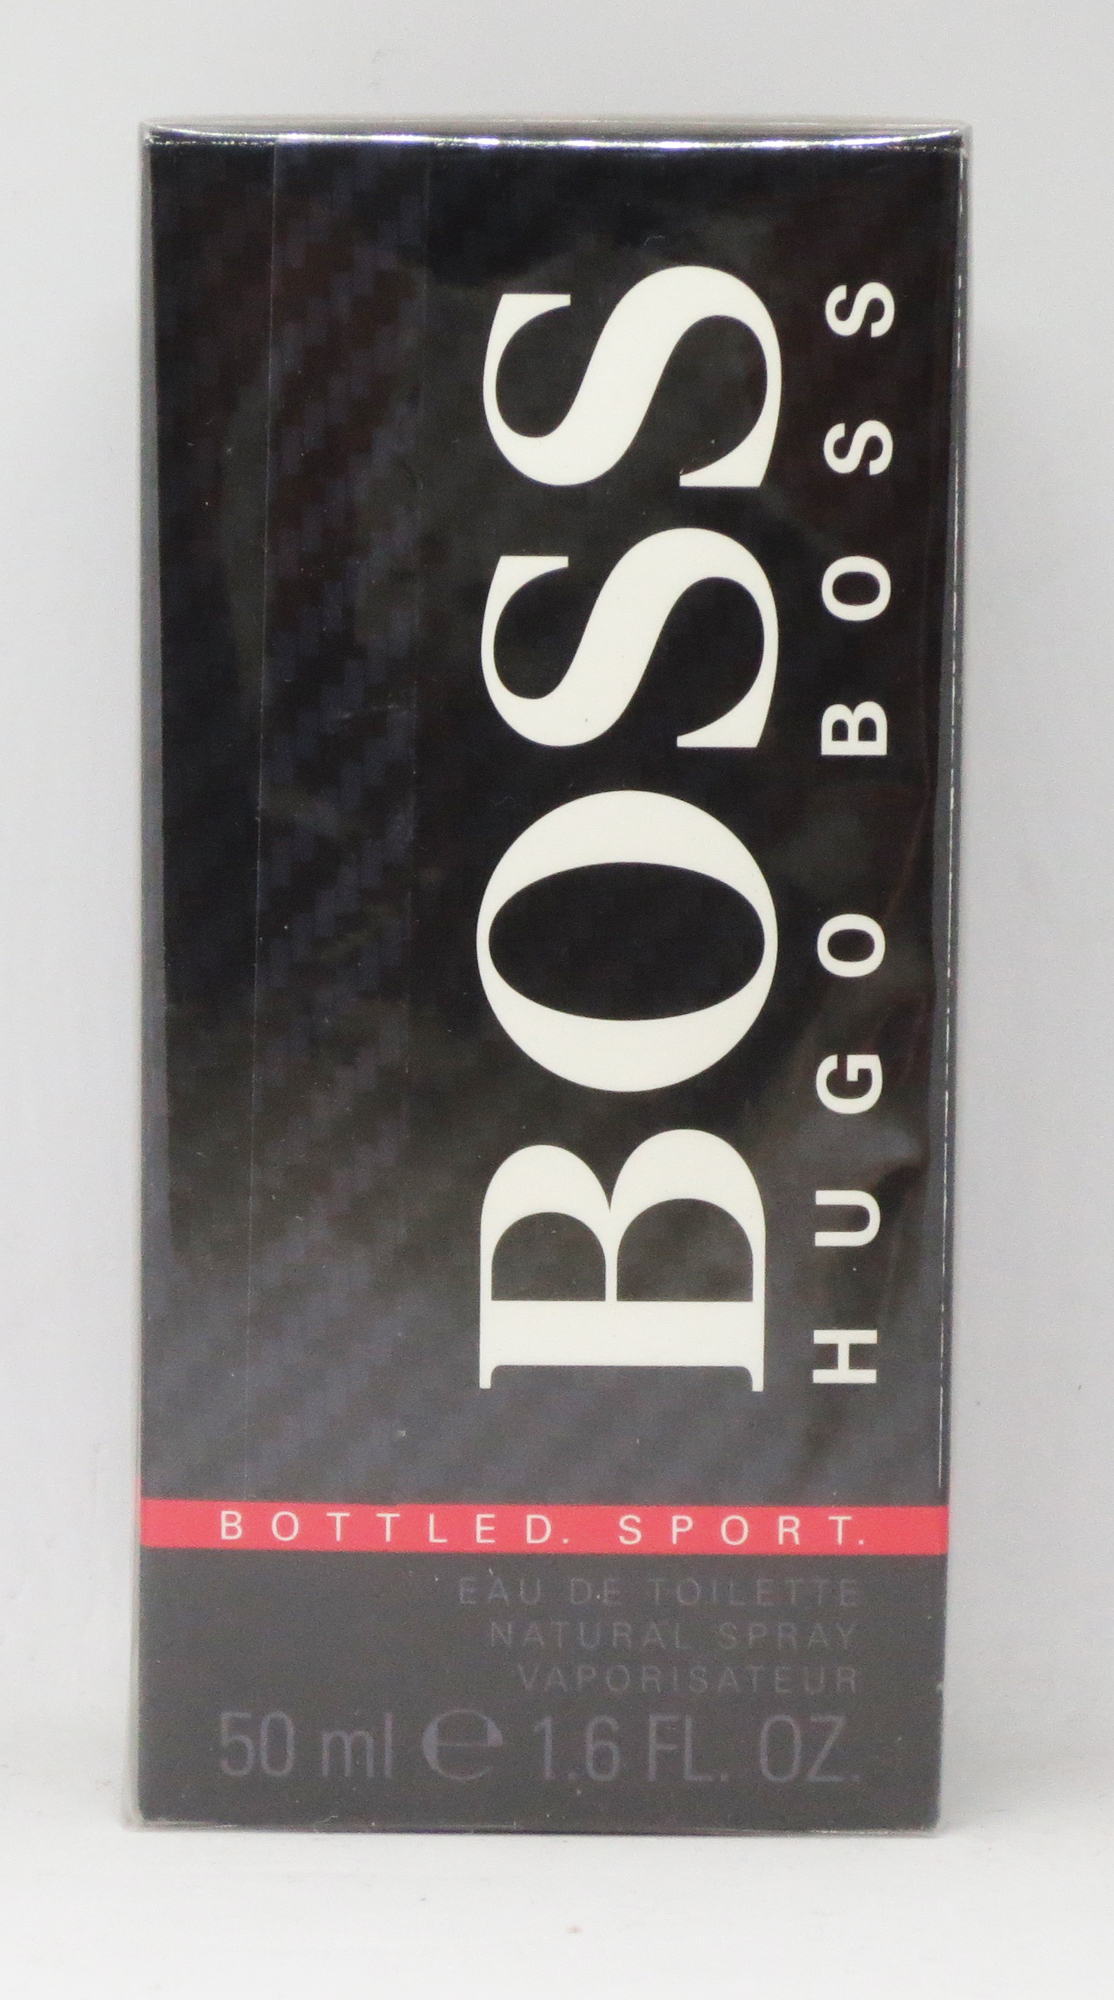 BOSS
HUGO BOSS
BOTTLED. SPORT.
EAU DE TOILETTE
NATURAL SPRAY
VAPORISATEUR
50 ml e 1.6 FL. OZ.